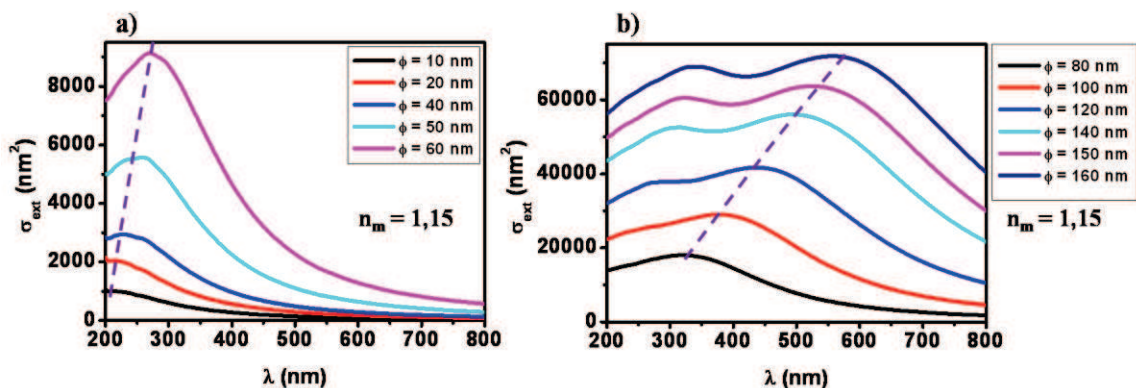 a)
σext (nm²)
8000
6000
4000
2000
0
200 300 400 500 600 700 800
λ (nm)
ϕ = 10 nm
ϕ = 20 nm
ϕ = 40 nm
ϕ = 50 nm
ϕ = 60 nm
nm = 1,15
b)
σext (nm²)
60000
40000
20000
0
200 300 400 500 600 700 800
λ (nm)
ϕ = 80 nm
ϕ = 100 nm
ϕ = 120 nm
ϕ = 140 nm
ϕ = 150 nm
ϕ = 160 nm
nm = 1,15